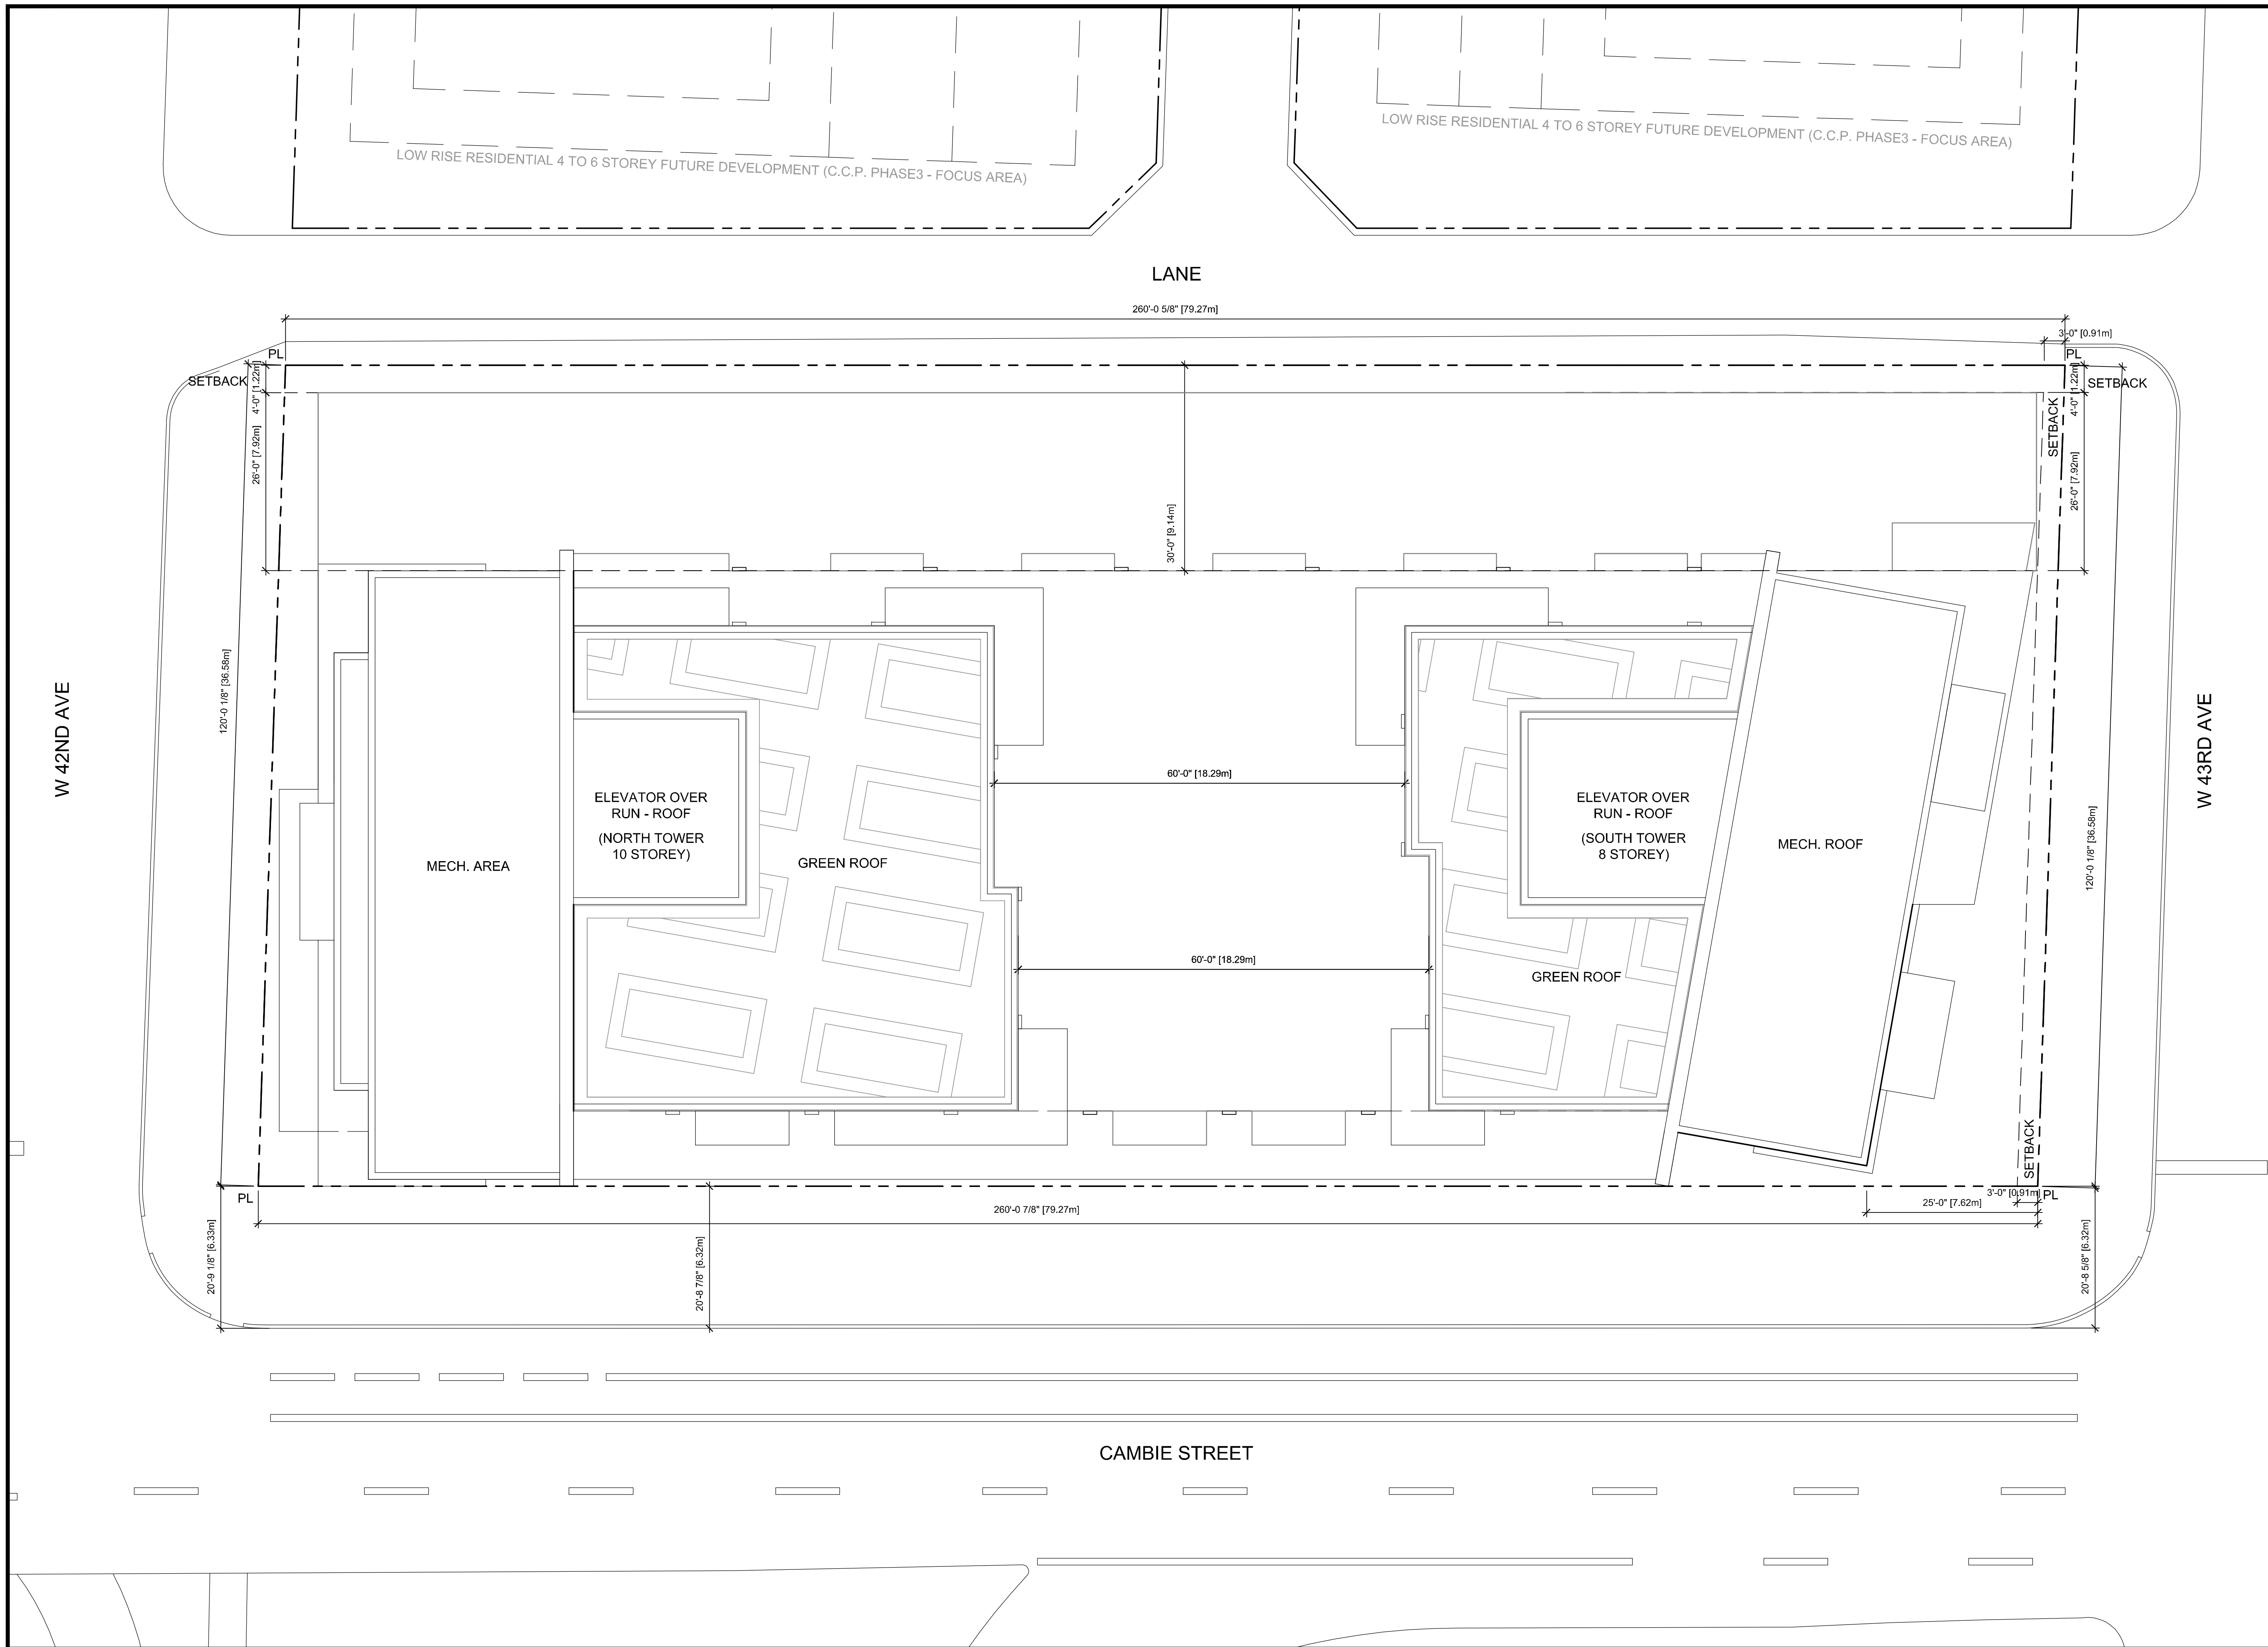 LOW RISE RESIDENTIAL 4 TO 6 STOREY FUTURE DEVELOPMENT (C.C.P. PHASE3 - FOCUS AREA)
LOW RISE RESIDENTIAL 4 TO 6 STOREY FUTURE DEVELOPMENT (C.C.P. PHASE3 - FOCUS AREA)
LANE
260'-0 5/8" [79.27m]
3'-0" [0.91m]
PL
PL
SETBACK
SETBACK
4'-0" [1.22m]
4'-0" [1.22m]
SETBACK
26'-0" [7.92m]
26'-0" [7.92m]
30'-0" [9.14m]
120'-0 1/8" [36.58m]
W 42ND AVE
W 43RD AVE
60'-0" [18.29m]
ELEVATOR OVER
RUN - ROOF
(NORTH TOWER
10 STOREY)
ELEVATOR OVER
RUN - ROOF
(SOUTH TOWER
8 STOREY)
MECH. AREA
GREEN ROOF
MECH. ROOF
120'-0 1/8" [36.58m]
60'-0" [18.29m]
GREEN ROOF
SETBACK
PL
3'-0" [0.91m]
PL
260'-0 7/8" [79.27m]
25'-0" [7.62m]
20'-9 1/8" [6.33m]
20'-8 7/8" [6.32m]
20'-8 5/8" [6.32m]
CAMBIE STREET